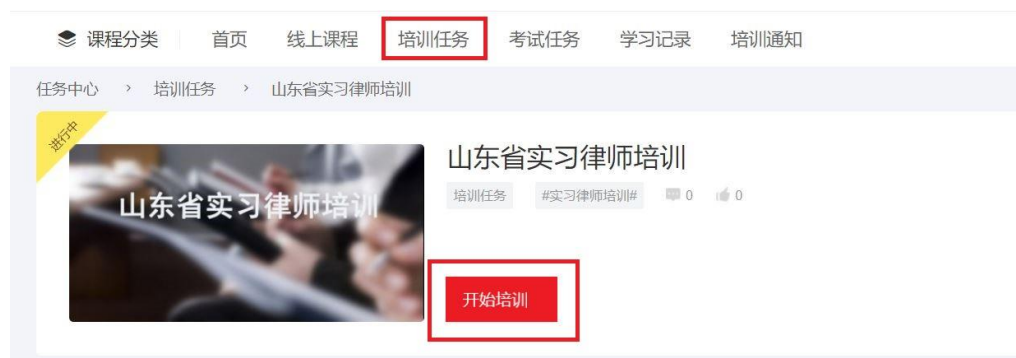 课程分类 首页 线上课程 培训任务 考试任务 学习记录 培训通知
任务中心 > 培训任务 > 山东省实习律师培训
进行中
山东省实习律师培训
山东省实习律师培训
培训任务 #实习律师培训# 0 0
开始培训